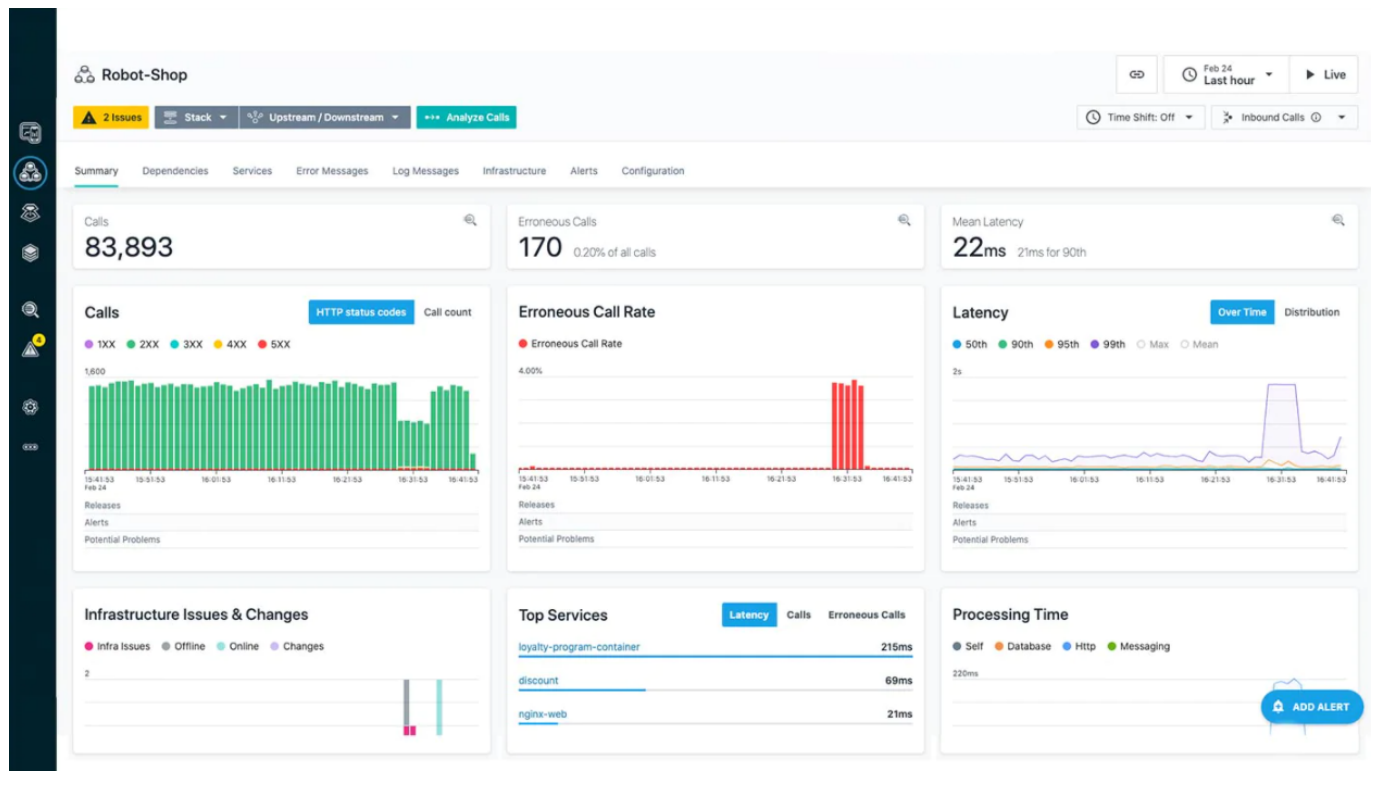 Robot-Shop
Feb 24
Last hour
Live
2 Issues
Stack
Upstream / Downstream
Analyze Calls
Time Shift: Off
Inbound Calls
4
Summary Dependencies Services Error Messages Log Messages Infrastructure Alerts Configuration
Calls
83,893
Erroneous Calls
170 0.20% of all calls
Mean Latency
22ms 21ms for 90th
Calls
HTTP status codes Call count
1XX 2XX 3XX 4XX 5XX
1,600
15:41:53 15:51:53 16:01:53 16:11:53 16:21:53 16:31:53 16:41:53
Feb 24
Releases
Alerts
Potential Problems
Erroneous Call Rate
Erroneous Call Rate
4.00%
15:41:53 15:51:53 16:01:53 16:11:53 16:21:53 16:31:53 16:41:53
Feb 24
Releases
Alerts
Potential Problems
Latency
Over Time Distribution
50th 90th 95th 99th Max Mean
2s
15:41:53 15:51:53 16:01:53 16:11:53 16:21:53 16:31:53 16:41:53
Feb 24
Releases
Alerts
Potential Problems
Infrastructure Issues & Changes
Infra Issues Offline Online Changes
2
Top Services
Latency Calls Erroneous Calls
loyalty-program-container 215ms
discount 69ms
nginx-web 21ms
Processing Time
Self Database Http Messaging
220ms
ADD ALERT